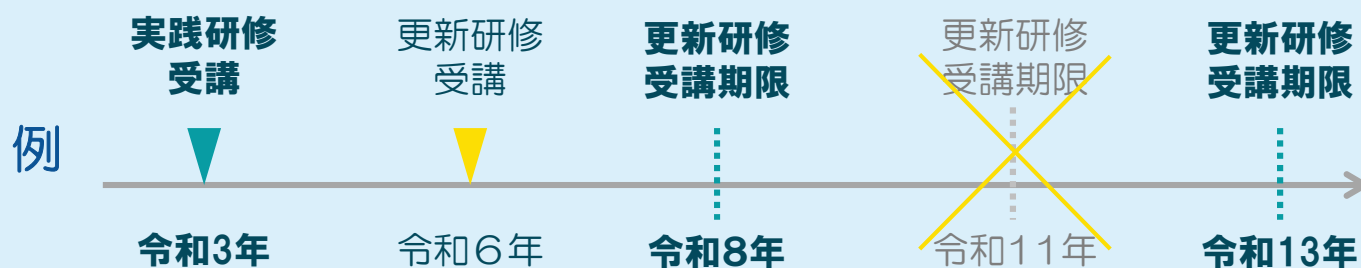 実践研修
受講
更新研修
受講
更新研修
受講期限
更新研修
受講期限
更新研修
受講期限
例
令和3年
令和６年
令和8年
令和11年
令和13年